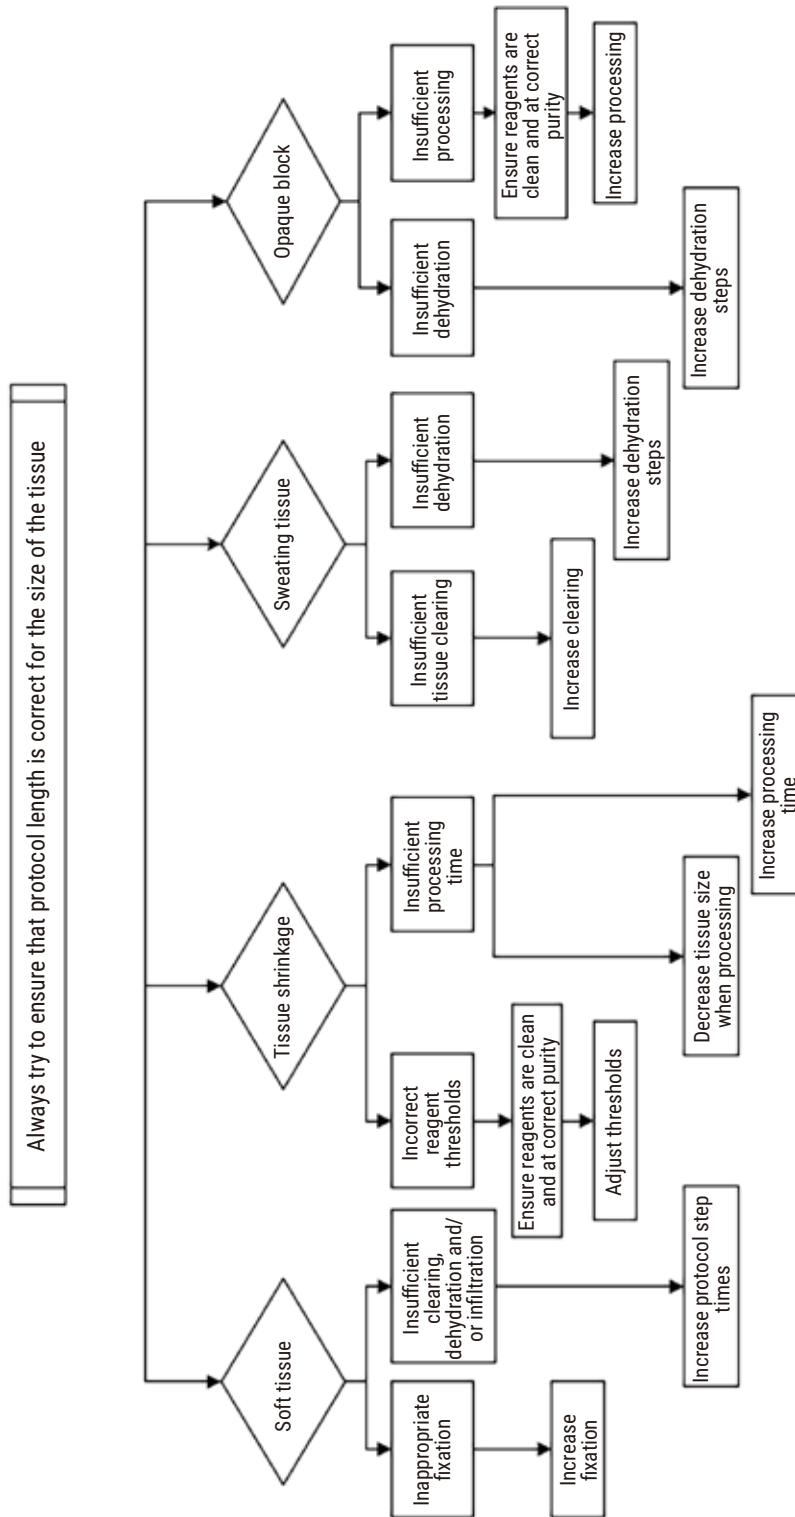 Always try to ensure that protocol length is correct for the size of the tissue
Soft tissue
Tissue shrinkage
Sweating tissue
Opaque block
Inappropriate
fixation
Insufficient
clearing,
dehydration and/
or infiltration
Incorrect
reagent
thresholds
Insufficient
processing
time
Insufficient
tissue clearing
Insufficient
dehydration
Insufficient
dehydration
Insufficient
processing
Increase
fixation
Increase protocol step
times
Ensure reagents are clean
and at correct purity
Adjust thresholds
Decrease tissue size
when processing
Increase processing
time
Increase clearing
Increase dehydration
steps
Increase dehydration
steps
Ensure reagents are
clean and at correct
purity
Increase processing